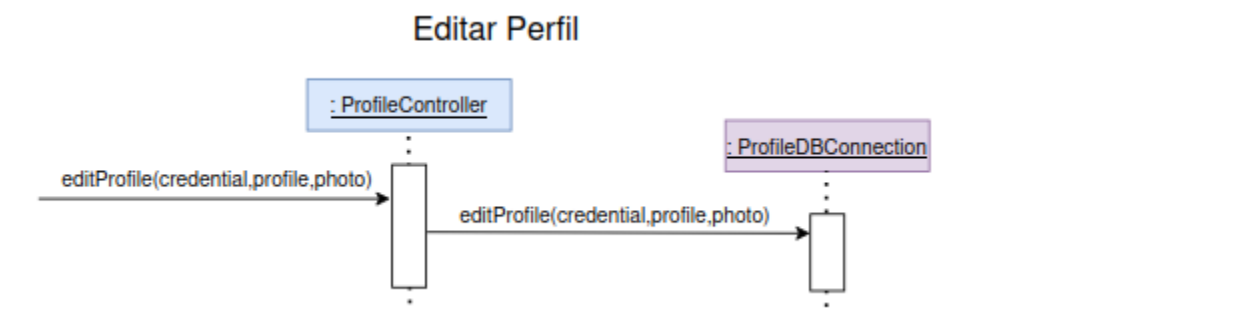 Editar Perfil
: ProfileController
: ProfileDBConnection
editProfile(credential,profile,photo)
editProfile(credential,profile,photo)